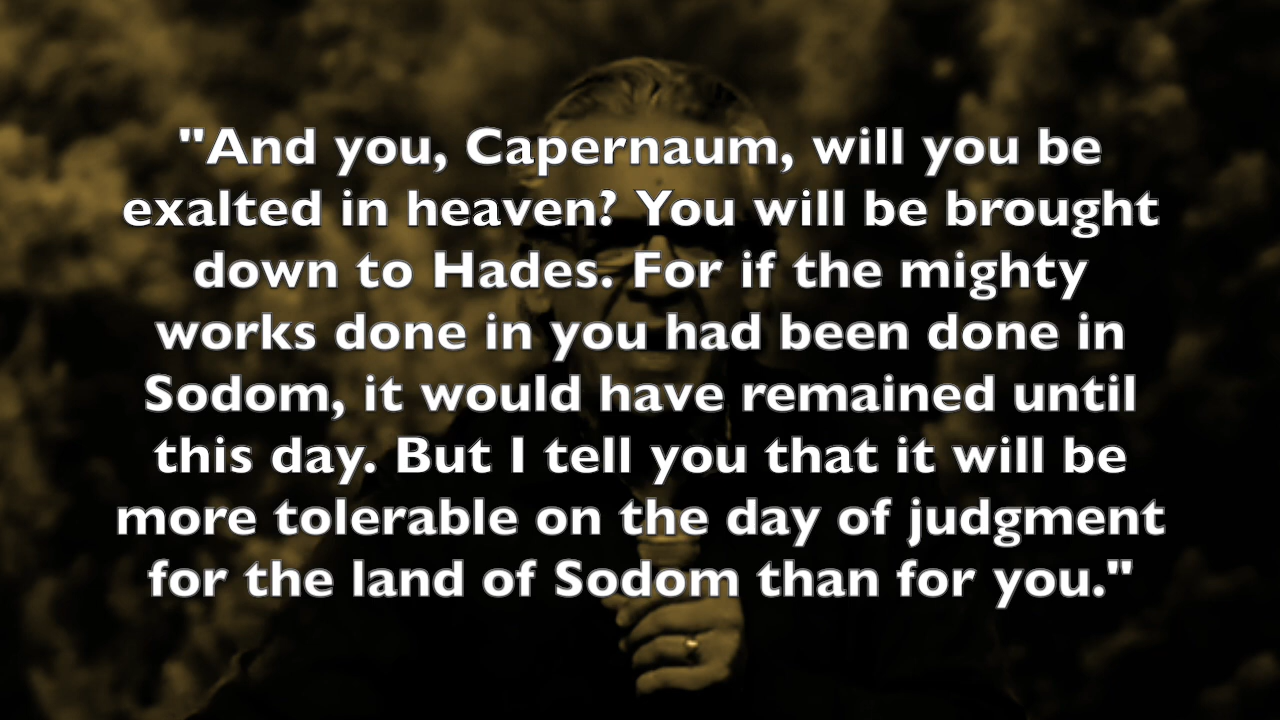 "And you, Capernaum, will you be
exalted in heaven? You will be brought
down to Hades. For if the mighty
works done in you had been done in
Sodom, it would have remained until
this day. But I tell you that it will be
more tolerable on the day of judgment
for the land of Sodom than for you."